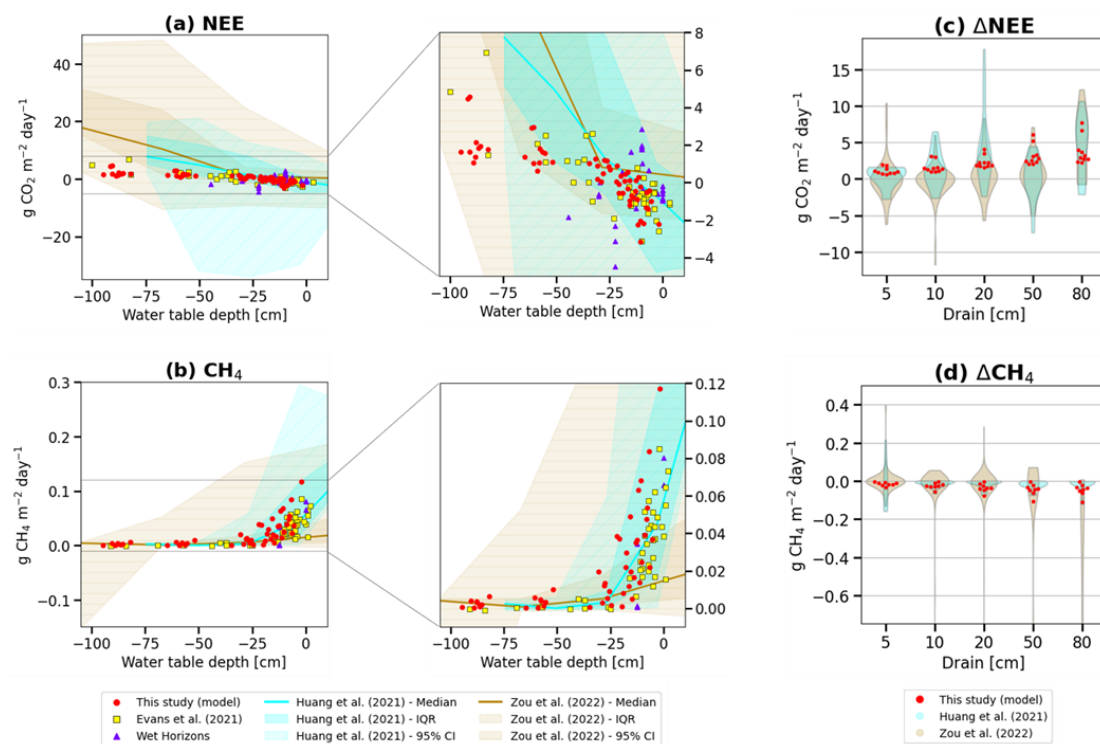 (a) NEE
g CO₂ m⁻² day⁻¹
40
20
0
−20
−100 −75 −50 −25 0
Water table depth [cm]
8
6
4
2
0
−2
−4
−100 −75 −50 −25 0
Water table depth [cm]
(c) ΔNEE
g CO₂ m⁻² day⁻¹
15
10
5
0
−5
−10
5 10 20 50 80
Drain [cm]
(b) CH₄
g CH₄ m⁻² day⁻¹
0.3
0.2
0.1
0.0
−0.1
−100 −75 −50 −25 0
Water table depth [cm]
0.12
0.10
0.08
0.06
0.04
0.02
0.00
−100 −75 −50 −25 0
Water table depth [cm]
(d) ΔCH₄
g CH₄ m⁻² day⁻¹
0.4
0.2
0.0
−0.2
−0.4
−0.6
5 10 20 50 80
Drain [cm]
This study (model)
Evans et al. (2021)
Wet Horizons
Huang et al. (2021) - Median
Huang et al. (2021) - IQR
Huang et al. (2021) - 95% CI
Zou et al. (2022) - Median
Zou et al. (2022) - IQR
Zou et al. (2022) - 95% CI
This study (model)
Huang et al. (2021)
Zou et al. (2022)